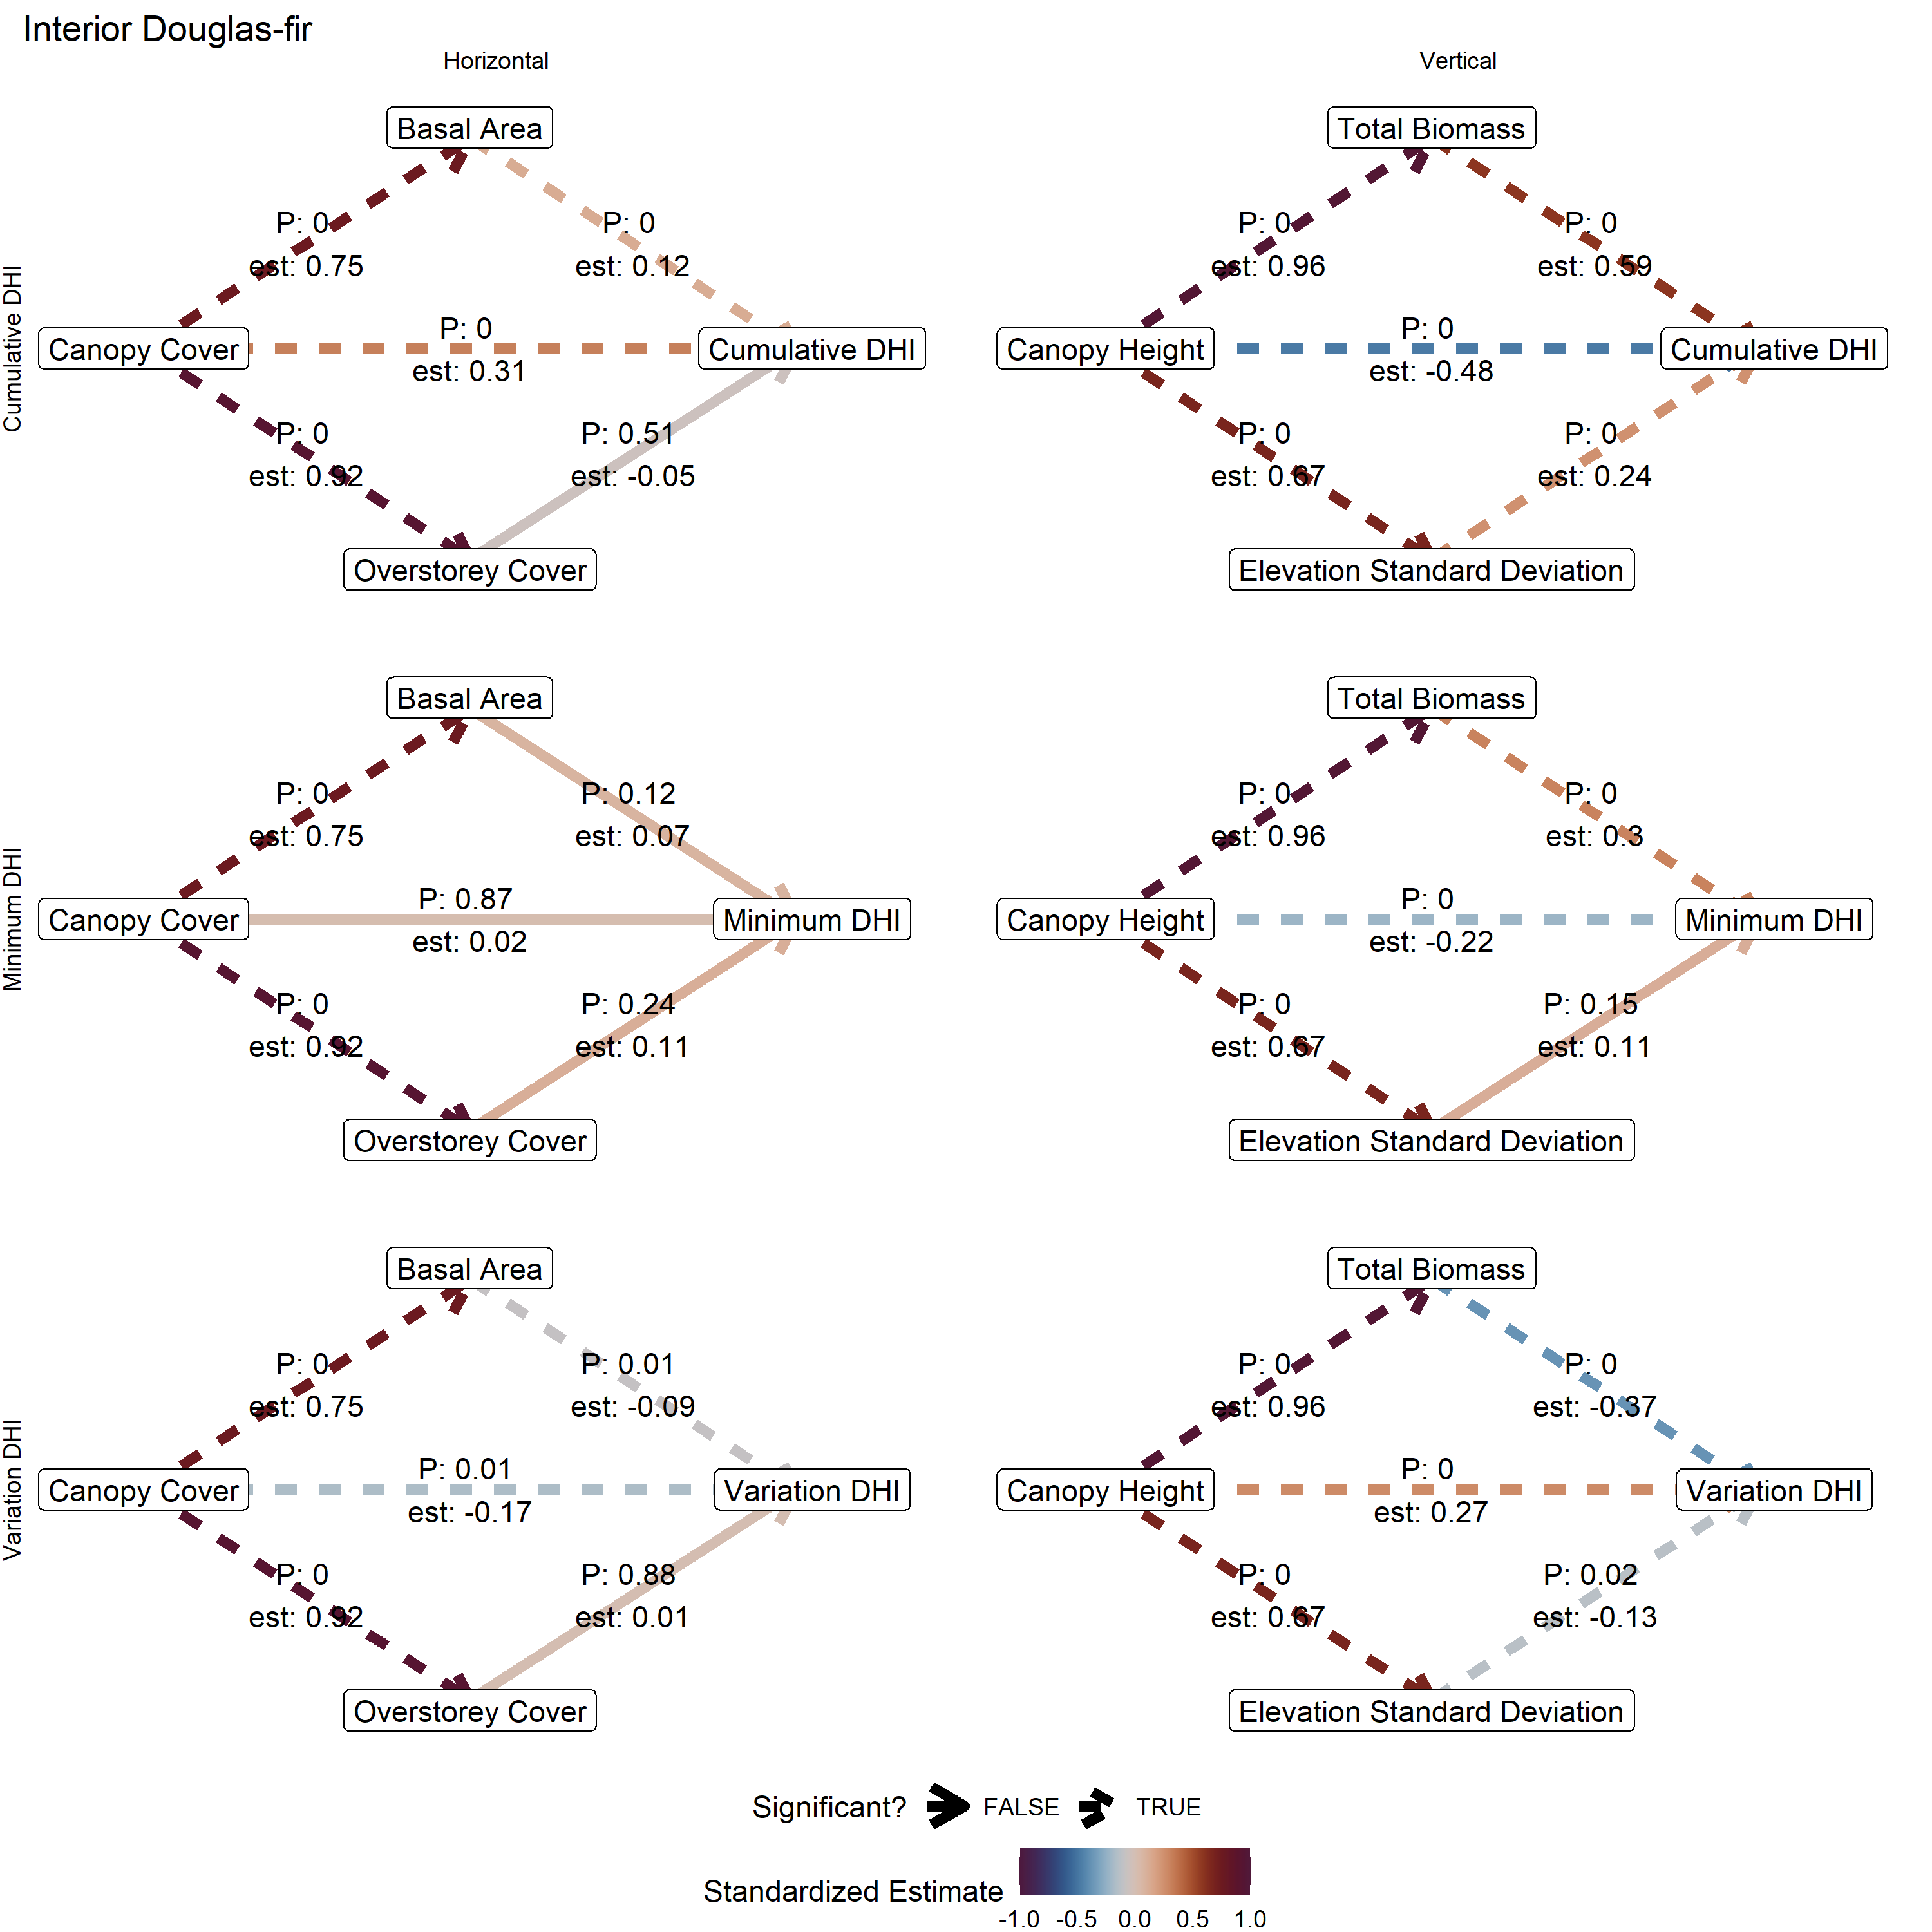 Interior Douglas-fir
Horizontal
Vertical
Cumulative DHI
Basal Area
P: 0
est: 0.75
P: 0
est: 0.12
Canopy Cover
P: 0
est: 0.31
Cumulative DHI
P: 0
est: 0.92
P: 0.51
est: -0.05
Overstorey Cover
Total Biomass
P: 0
est: 0.96
P: 0
est: 0.59
Canopy Height
P: 0
est: -0.48
Cumulative DHI
P: 0
est: 0.67
P: 0
est: 0.24
Elevation Standard Deviation
Minimum DHI
Basal Area
P: 0
est: 0.75
P: 0.12
est: 0.07
Canopy Cover
P: 0.87
est: 0.02
Minimum DHI
P: 0
est: 0.92
P: 0.24
est: 0.11
Overstorey Cover
Total Biomass
P: 0
est: 0.96
P: 0
est: 0.3
Canopy Height
P: 0
est: -0.22
Minimum DHI
P: 0
est: 0.67
P: 0.15
est: 0.11
Elevation Standard Deviation
Variation DHI
Basal Area
P: 0
est: 0.75
P: 0.01
est: -0.09
Canopy Cover
P: 0.01
est: -0.17
Variation DHI
P: 0
est: 0.92
P: 0.88
est: 0.01
Overstorey Cover
Total Biomass
P: 0
est: 0.96
P: 0
est: -0.37
Canopy Height
P: 0
est: 0.27
Variation DHI
P: 0
est: 0.67
P: 0.02
est: -0.13
Elevation Standard Deviation
Significant? FALSE TRUE
Standardized Estimate
-1.0 -0.5 0.0 0.5 1.0